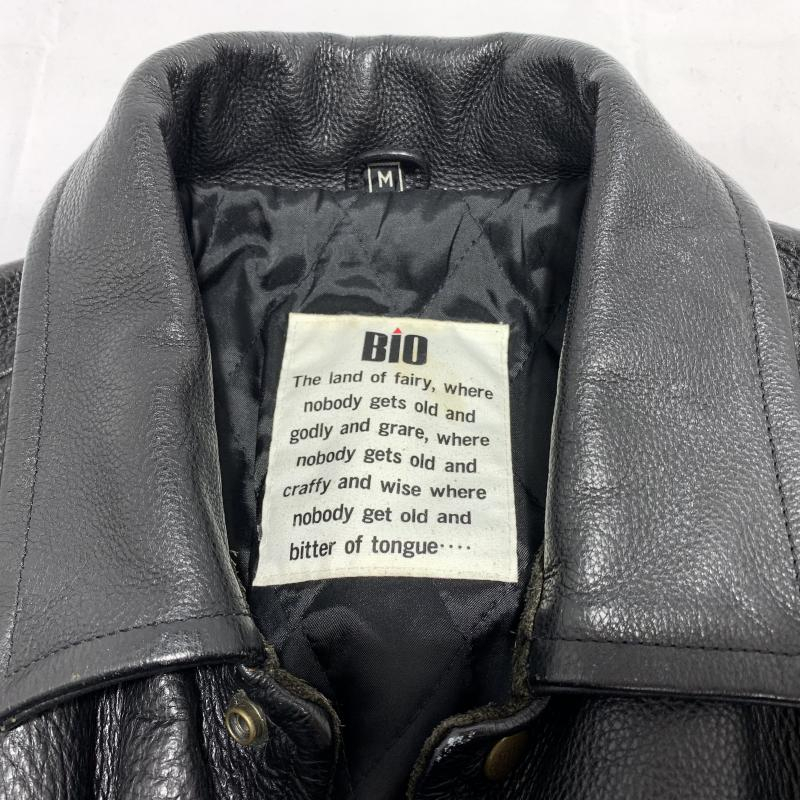 M
BiO
The land of fairy, where
nobody gets old and
godly and grare, where
nobody gets old and
craffy and wise where
nobody get old and
bitter of tongue····